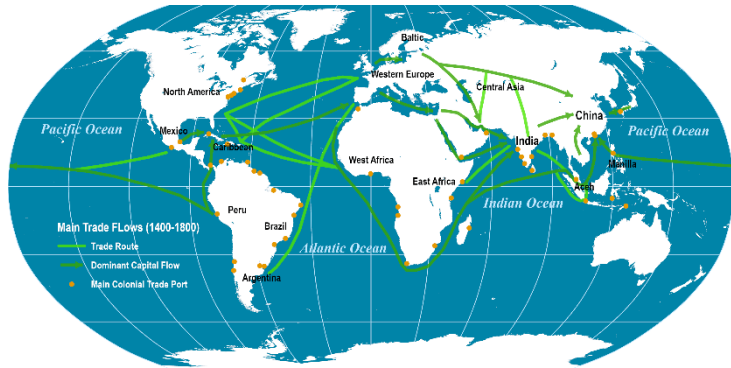 Baltic
Western Europe
North America
Central Asia
China
Pacific Ocean
Mexico
Pacific Ocean
India
Caribbean
West Africa
Manilla
East Africa
Aceh
Indian Ocean
Peru
Main Trade FLows (1400-1800)
Brazil
Trade Route
Atlantic Ocean
Dominant Capital Flow
Argentina
Main Colonial Trade Port